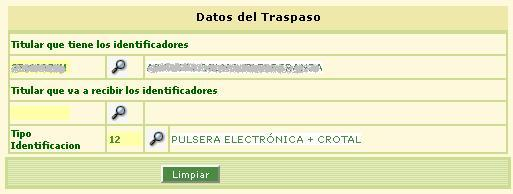 Datos del Traspaso
Titular que tiene los identificadores
Titular que va a recibir los identificadores
Tipo Identificacion 12 PULSERA ELECTRÓNICA + CROTAL
Limpiar